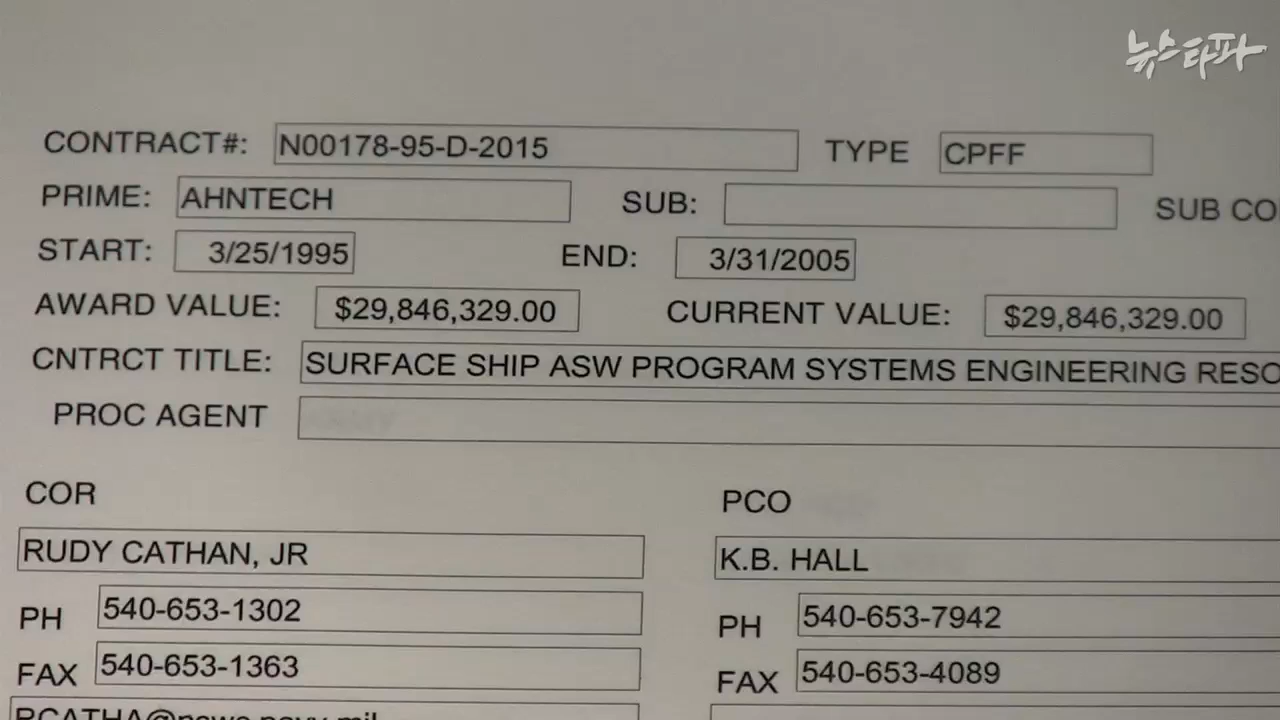 뉴스타파
CONTRACT#: N00178-95-D-2015 TYPE CPFF
PRIME: AHNTECH SUB: SUB CO
START: 3/25/1995 END: 3/31/2005
AWARD VALUE: $29,846,329.00 CURRENT VALUE: $29,846,329.00
CNTRCT TITLE: SURFACE SHIP ASW PROGRAM SYSTEMS ENGINEERING RESO
PROC AGENT
COR PCO
RUDY CATHAN, JR K.B. HALL
PH 540-653-1302 PH 540-653-7942
FAX 540-653-1363 FAX 540-653-4089